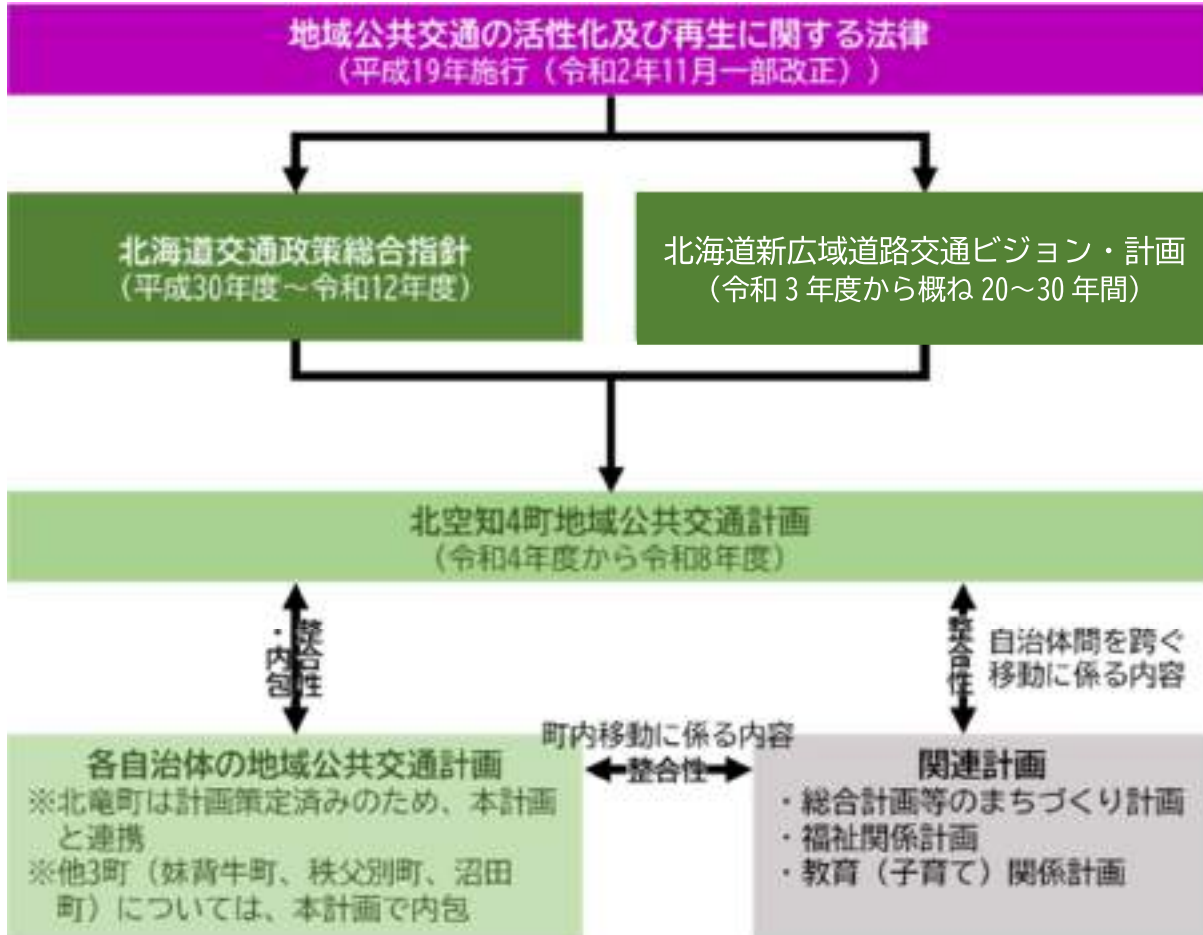 地域公共交通の活性化及び再生に関する法律
（平成19年施行（令和2年11月一部改正））
北海道交通政策総合指針
（平成30年度～令和12年度）
北海道新広域道路交通ビジョン・計画
（令和３年度から概ね 20～30 年間）
北空知4町地域公共交通計画
（令和4年度から令和8年度）
整合性
・内包
整合性
自治体間を跨ぐ
移動に係る内容
町内移動に係る内容
整合性
各自治体の地域公共交通計画
※北竜町は計画策定済みのため、本計画
と連携
※他3町（妹背牛町、秩父別町、沼田
町）については、本計画で内包
関連計画
・総合計画等のまちづくり計画
・福祉関係計画
・教育（子育て）関係計画